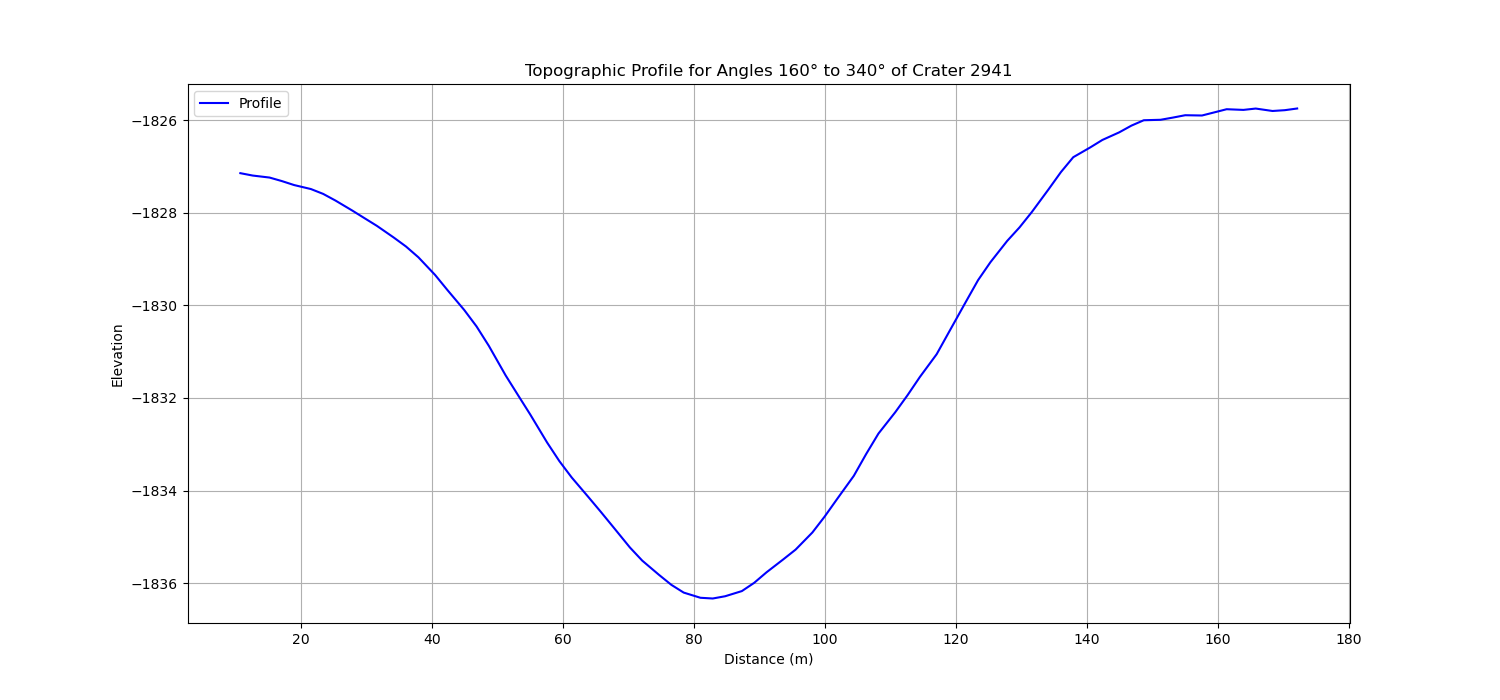 Topographic Profile for Angles 160° to 340° of Crater 2941
Profile
−1826
−1828
−1830
−1832
−1834
−1836
Elevation
20 40 60 80 100 120 140 160 180
Distance (m)